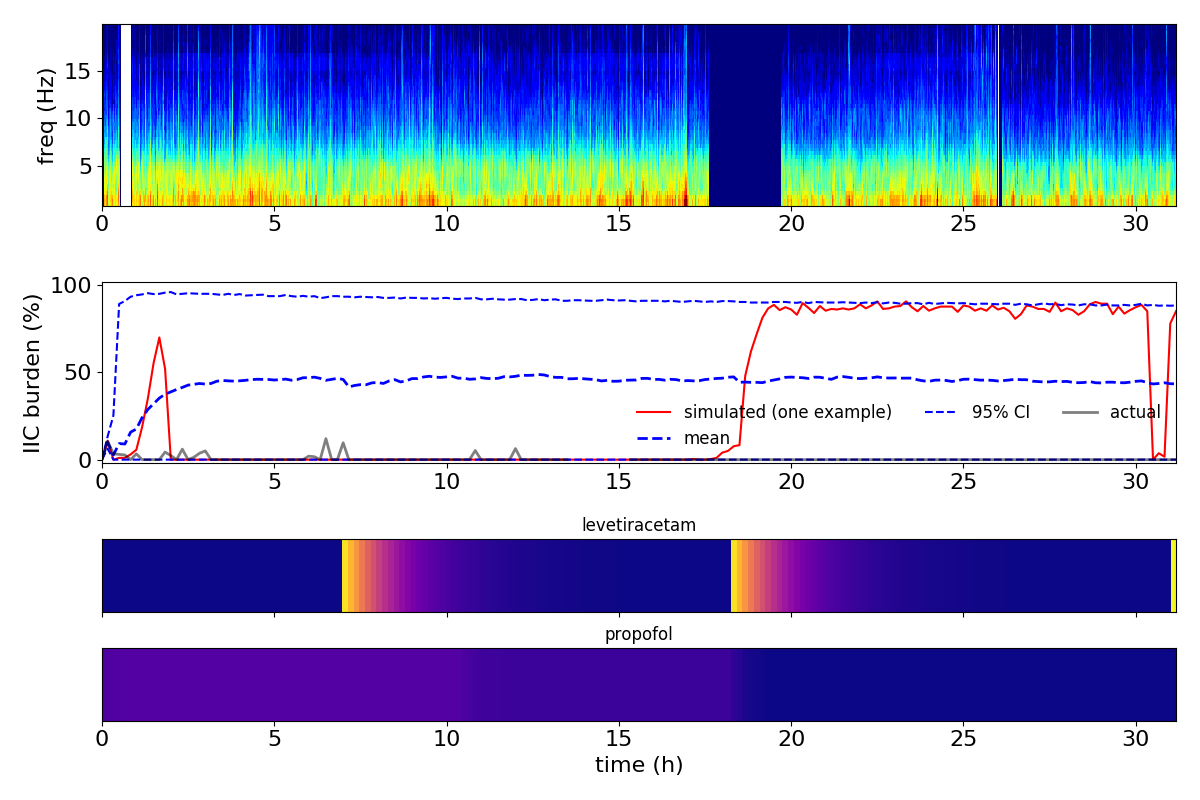 freq (Hz)
15
10
5
0 5 10 15 20 25 30
IIC burden (%)
100
50
0
simulated (one example) 95% CI actual
mean
0 5 10 15 20 25 30
levetiracetam
propofol
0 5 10 15 20 25 30
time (h)